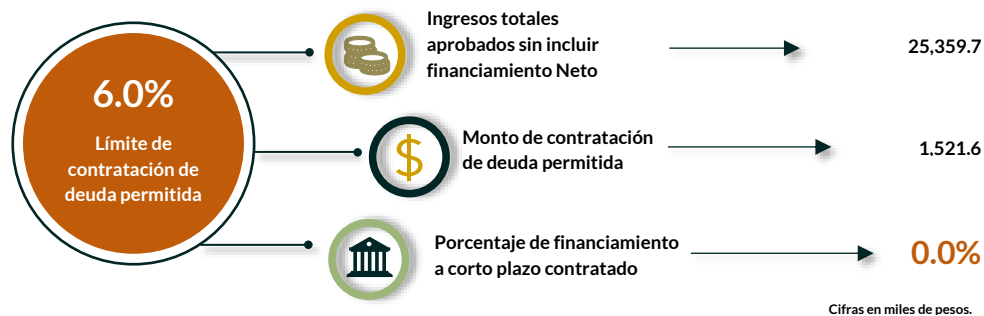 6.0%
Límite de
contratación de
deuda permitida
Ingresos totales
aprobados sin incluir
financiamiento Neto
25,359.7
$
Monto de contratación
de deuda permitida
1,521.6
Porcentaje de financiamiento
a corto plazo contratado
0.0%
Cifras en miles de pesos.